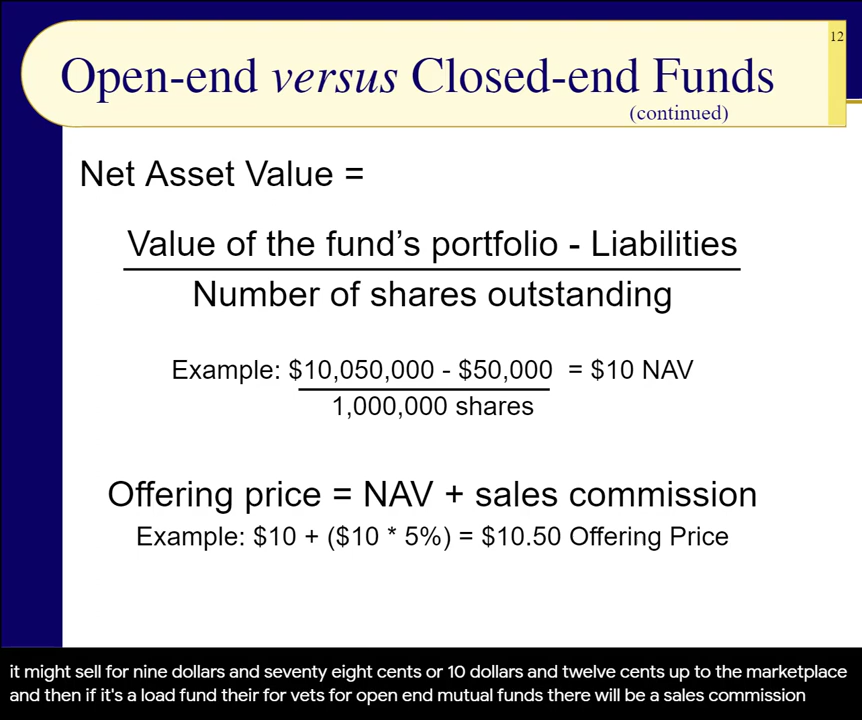 12
Open-end versus Closed-end Funds
(continued)
Net Asset Value =
Value of the fund’s portfolio - Liabilities
Number of shares outstanding
Example: $10,050,000 - $50,000 = $10 NAV
1,000,000 shares
Offering price = NAV + sales commission
Example: $10 + ($10 * 5%) = $10.50 Offering Price
it might sell for nine dollars and seventy eight cents or 10 dollars and twelve cents up to the marketplace
and then if it's a load fund their for vets for open end mutual funds there will be a sales commission